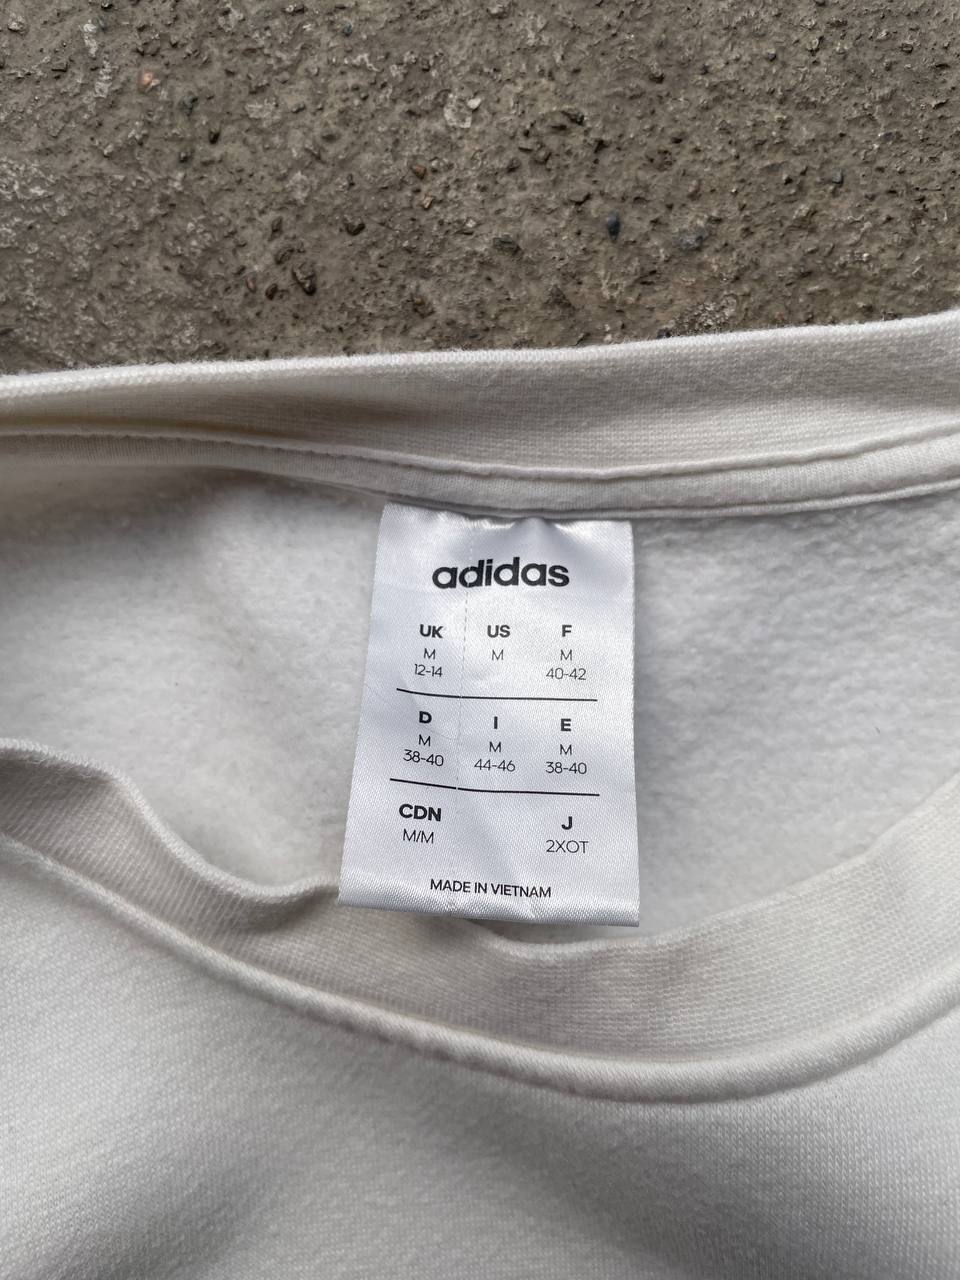 adidas
UK US F
M M M
12-14 40-42
D I E
M M M
38-40 44-46 38-40
CDN J
M/M 2XOT
MADE IN VIETNAM